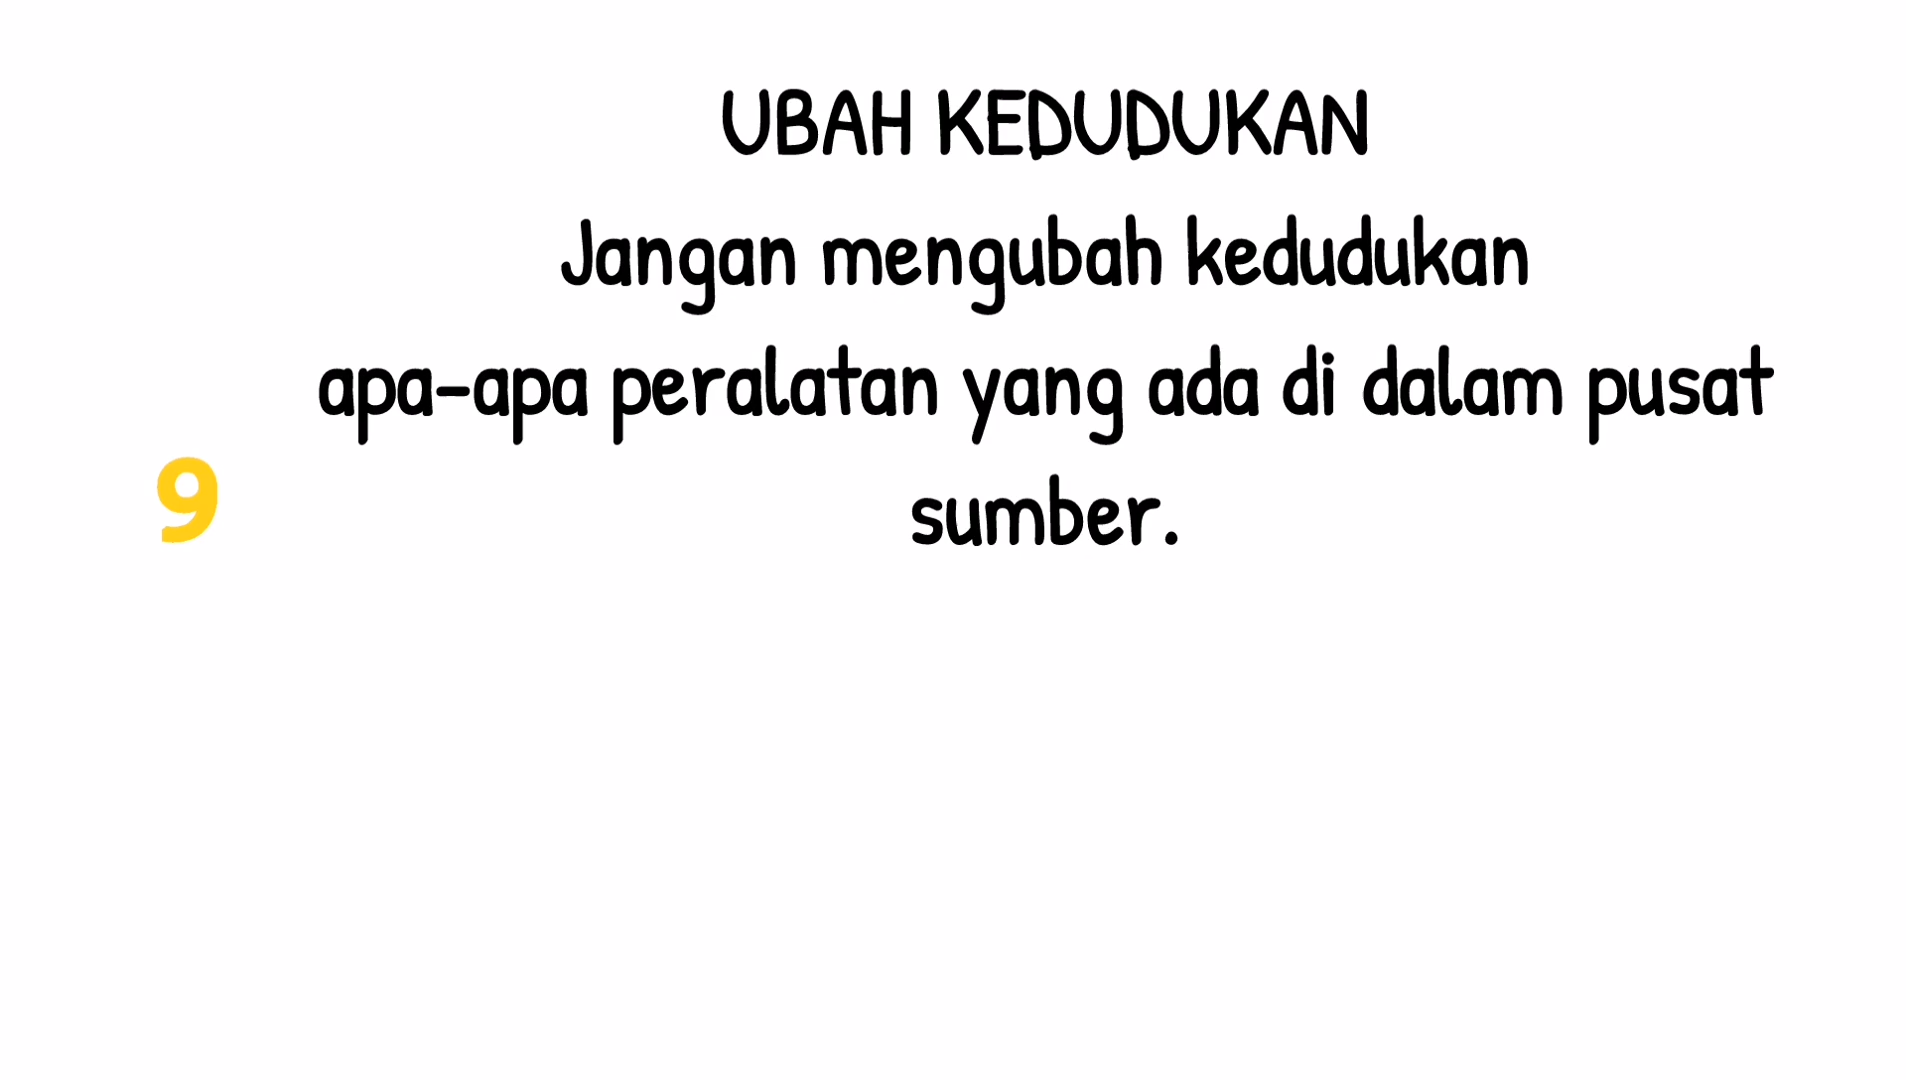 UBAH KEDUDUKAN
Jangan mengubah kedudukan
apa-apa peralatan yang ada di dalam pusat
sumber.
9